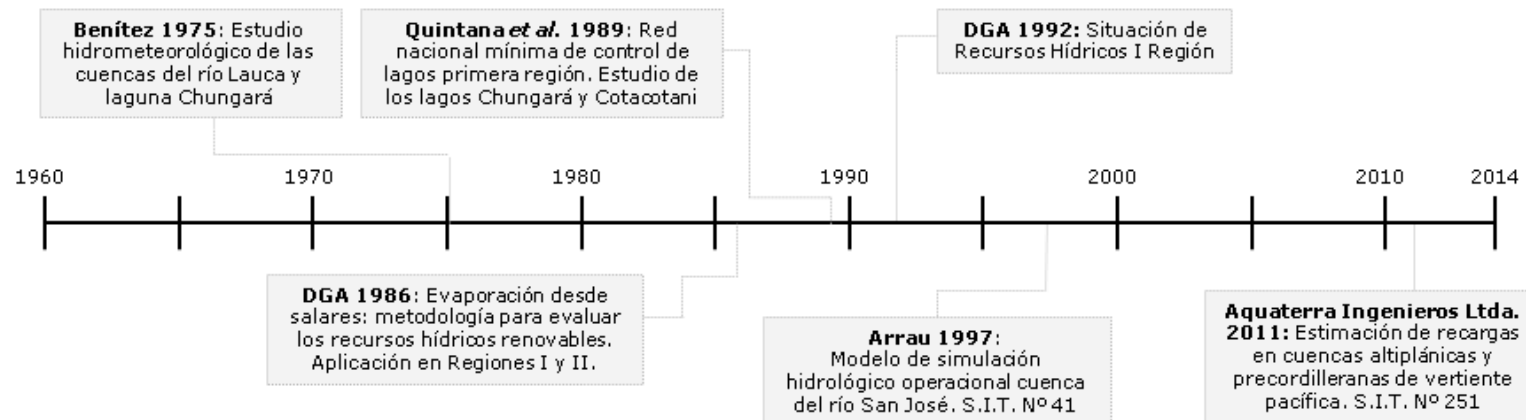 Benítez 1975: Estudio
hidrometeorológico de las
cuencas del río Lauca y
laguna Chungará
Quintana et al. 1989: Red
nacional mínima de control de
lagos primera región. Estudio de
los lagos Chungará y Cotacotani
DGA 1992: Situación de
Recursos Hídricos I Región
1960
1970
1980
1990
2000
2010
2014
DGA 1986: Evaporación desde
salares: metodología para evaluar
los recursos hídricos renovables.
Aplicación en Regiones I y II.
Arrau 1997:
Modelo de simulación
hidrológico operacional cuenca
del río San José. S.I.T. Nº 41
Aquaterra Ingenieros Ltda.
2011: Estimación de recargas
en cuencas altiplánicas y
precordilleranas de vertiente
pacífica. S.I.T. Nº 251